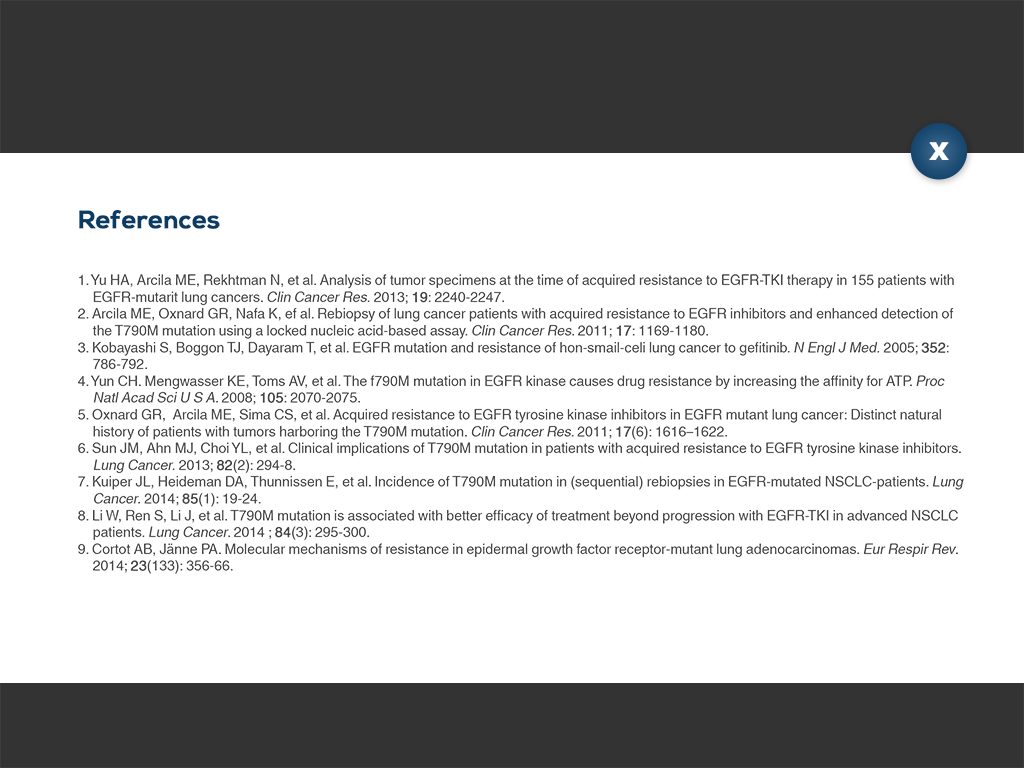 X
References
1. Yu HA, Arcila ME, Rekhtman N, et al. Analysis of tumor specimens at the time of acquired resistance to EGFR-TKI therapy in 155 patients with
EGFR-mutarit lung cancers. Clin Cancer Res. 2013; 19: 2240-2247.
2. Arcila ME, Oxnard GR, Nafa K, ef al. Rebiopsy of lung cancer patients with acquired resistance to EGFR inhibitors and enhanced detection of
the T790M mutation using a locked nucleic acid-based assay. Clin Cancer Res. 2011; 17: 1169-1180.
3. Kobayashi S, Boggon TJ, Dayaram T, et al. EGFR mutation and resistance of hon-smail-celi lung cancer to gefitinib. N Engl J Med. 2005; 352:
786-792.
4. Yun CH. Mengwasser KE, Toms AV, et al. The f790M mutation in EGFR kinase causes drug resistance by increasing the affinity for ATP. Proc
Natl Acad Sci U S A. 2008; 105: 2070-2075.
5. Oxnard GR, Arcila ME, Sima CS, et al. Acquired resistance to EGFR tyrosine kinase inhibitors in EGFR mutant lung cancer: Distinct natural
history of patients with tumors harboring the T790M mutation. Clin Cancer Res. 2011; 17(6): 1616–1622.
6. Sun JM, Ahn MJ, Choi YL, et al. Clinical implications of T790M mutation in patients with acquired resistance to EGFR tyrosine kinase inhibitors.
Lung Cancer. 2013; 82(2): 294-8.
7. Kuiper JL, Heideman DA, Thunnissen E, et al. Incidence of T790M mutation in (sequential) rebiopsies in EGFR-mutated NSCLC-patients. Lung
Cancer. 2014; 85(1): 19-24.
8. Li W, Ren S, Li J, et al. T790M mutation is associated with better efficacy of treatment beyond progression with EGFR-TKI in advanced NSCLC
patients. Lung Cancer. 2014 ; 84(3): 295-300.
9. Cortot AB, Jänne PA. Molecular mechanisms of resistance in epidermal growth factor receptor-mutant lung adenocarcinomas. Eur Respir Rev.
2014; 23(133): 356-66.